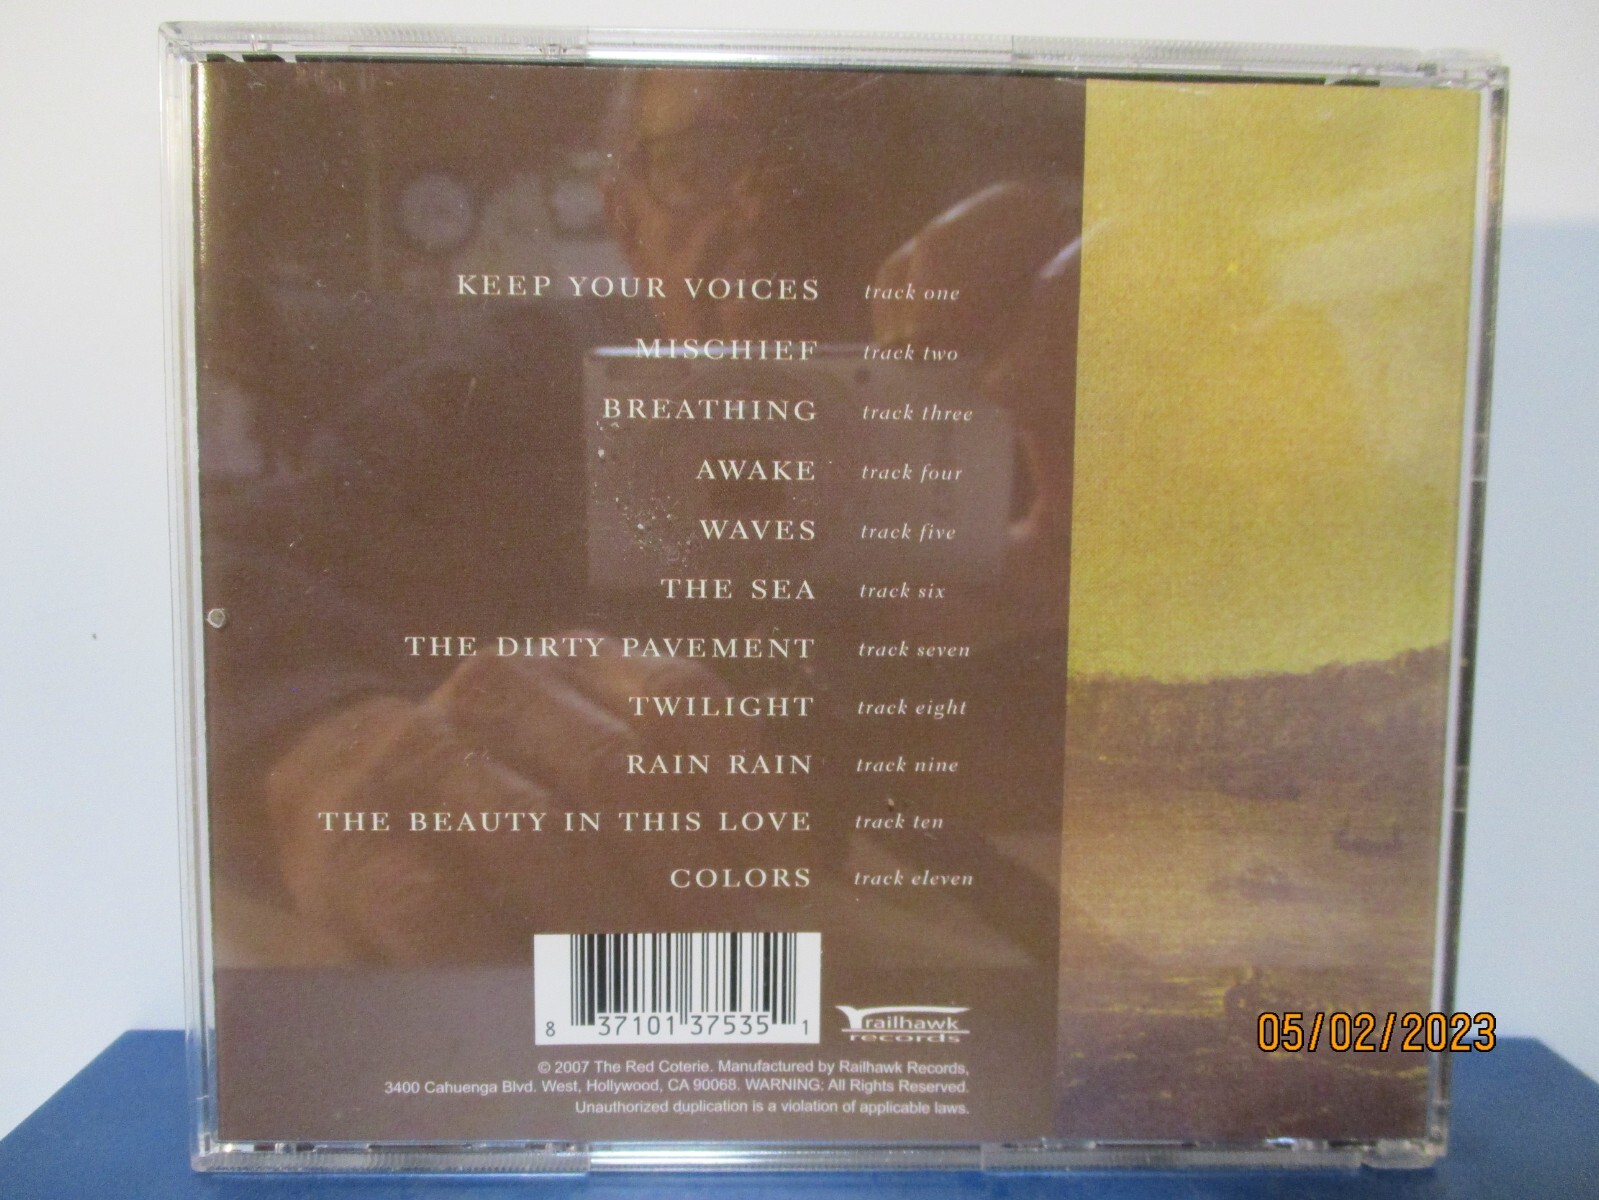 KEEP YOUR VOICES track one
MISCHIEF track two
BREATHING track three
AWAKE track four
WAVES track five
THE SEA track six
THE DIRTY PAVEMENT track seven
TWILIGHT track eight
RAIN RAIN track nine
THE BEAUTY IN THIS LOVE track ten
COLORS track eleven
8 37101 37535 1
railhawk
records
© 2007 The Red Coterie. Manufactured by Railhawk Records,
3400 Cahuenga Blvd. West, Hollywood, CA 90068. WARNING: All Rights Reserved.
Unauthorized duplication is a violation of applicable laws.
05/02/2023